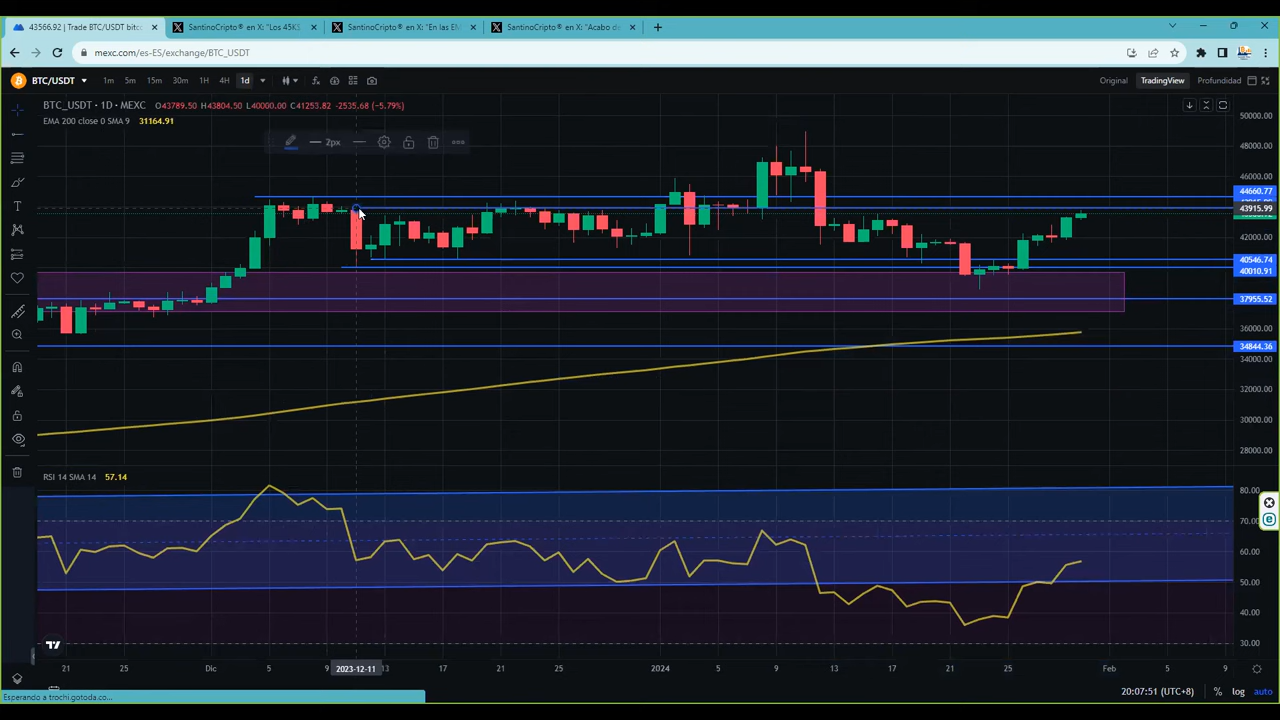 43566.92 | Trade BTC/USDT bitco
SantinoCripto® en X: "Los 45K$
SantinoCripto® en X: "En las EM
SantinoCripto® en X: "Acabo de
mexc.com/es-ES/exchange/BTC_USDT
BTC/USDT 1m 5m 15m 30m 1H 4H 1d Original TradingView Profundidad
BTC_USDT · 1D · MEXC O43789.50 H43804.50 L40000.00 C41253.82 -2535.68 (-5.79%)
EMA 200 close 0 SMA 9 31164.91
2px
50000.00
48000.00
46000.00
44660.77
43915.99
42000.00
40546.74
40010.91
37955.52
36000.00
34844.36
34000.00
32000.00
30000.00
28000.00
RSI 14 SMA 14 57.14
80.00
70.00
60.00
50.00
40.00
30.00
21 25 Dic 5 9 2023-12-11 13 17 21 25 2024 5 9 13 17 21 25 Feb 5 9
Esperando a trochi.gotoda.co...
20:07:51 (UTC+8) % log auto